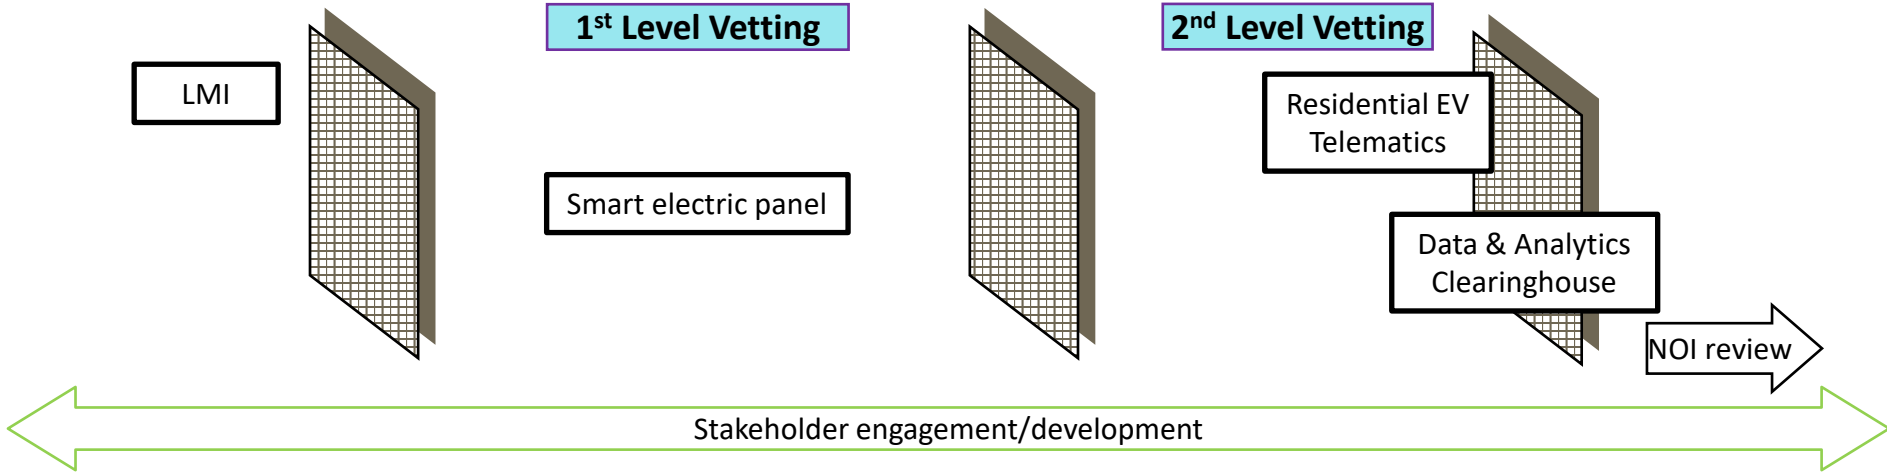 1st Level Vetting
2nd Level Vetting
LMI
Residential EV
Telematics
Smart electric panel
Data & Analytics
Clearinghouse
NOI review
Stakeholder engagement/development